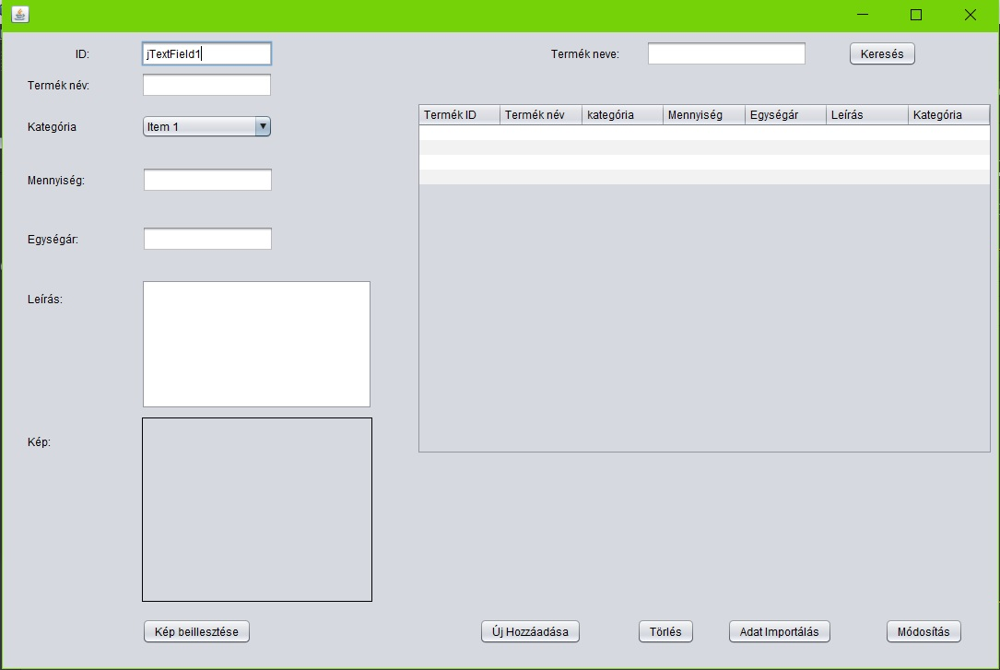 ID: jTextField1 Termék neve: Keresés
Termék név:
Kategória Item 1
Termék ID Termék név kategória Mennyiség Egységár Leírás Kategória
Mennyiség:
Egységár:
Leírás:
Kép:
Kép beillesztése Új Hozzáadása Törlés Adat Importálás Módosítás